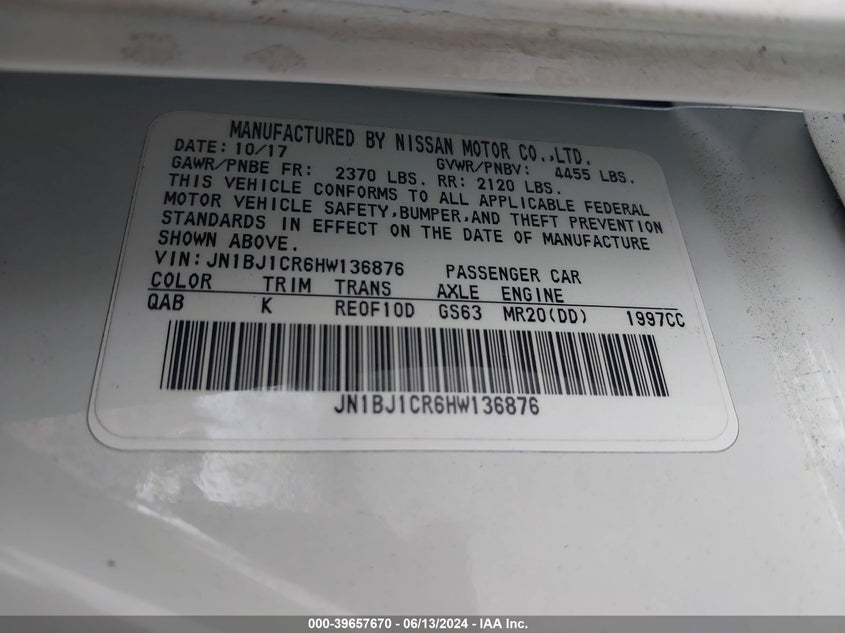 MANUFACTURED BY NISSAN MOTOR CO.,LTD.
DATE: 10/17 GVWR/PNBV: 4455 LBS.
GAWR/PNBE FR: 2370 LBS. RR: 2120 LBS.
THIS VEHICLE CONFORMS TO ALL APPLICABLE FEDERAL
MOTOR VEHICLE SAFETY,BUMPER,AND THEFT PREVENTION
STANDARDS IN EFFECT ON THE DATE OF MANUFACTURE
SHOWN ABOVE.
VIN:JN1BJ1CR6HW136876 PASSENGER CAR
COLOR TRIM TRANS AXLE ENGINE
QAB K RE0F10D GS63 MR20(DD) 1997CC
JN1BJ1CR6HW136876
000-39657670 - 06/13/2024 - IAA Inc.